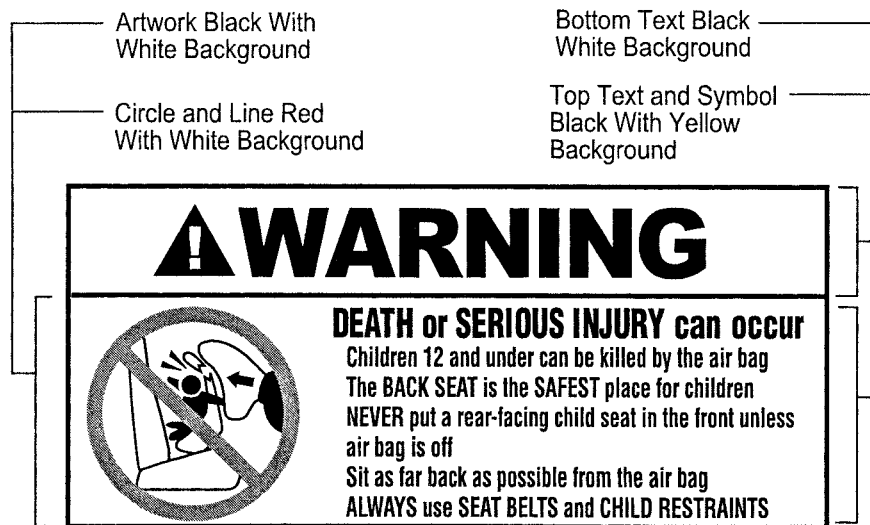 Artwork Black With
White Background
Circle and Line Red
With White Background
Bottom Text Black
White Background
Top Text and Symbol
Black With Yellow
Background
WARNING
DEATH or SERIOUS INJURY can occur
Children 12 and under can be killed by the air bag
The BACK SEAT is the SAFEST place for children
NEVER put a rear-facing child seat in the front unless
air bag is off
Sit as far back as possible from the air bag
ALWAYS use SEAT BELTS and CHILD RESTRAINTS